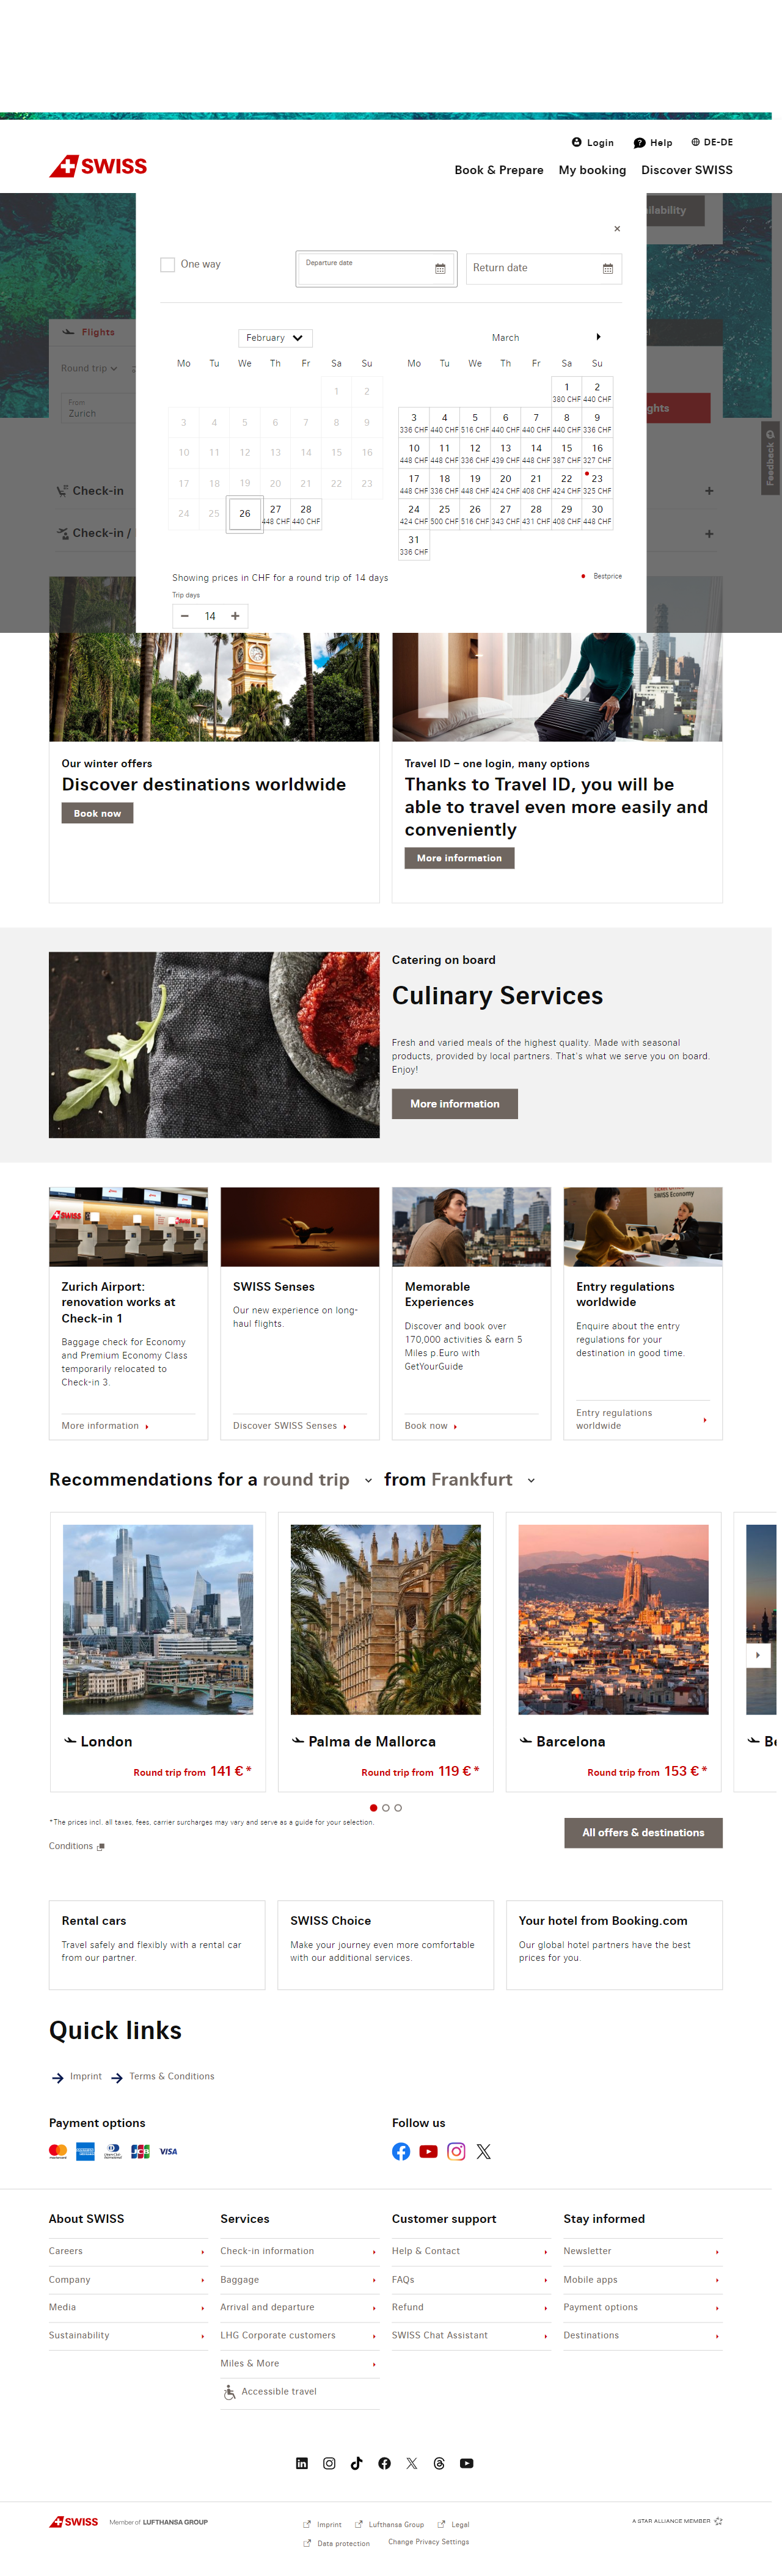 Login
Help
DE-DE
SWISS
Book & Prepare
My booking
Discover SWISS
One way
Departure date
Return date
Flights
Round trip
From
Zurich
Check-in
Feedback
February
March
Mo Tu We Th Fr Sa Su
1 2
3 4 5 6 7 8 9
10 11 12 13 14 15 16
17 18 19 20 21 22 23
24 25 26 27 28
448 CHF 440 CHF
Mo Tu We Th Fr Sa Su
1 2
380 CHF 440 CHF
3 4 5 6 7 8 9
336 CHF 440 CHF 516 CHF 440 CHF 440 CHF 440 CHF 336 CHF
10 11 12 13 14 15 16
448 CHF 448 CHF 336 CHF 439 CHF 448 CHF 387 CHF 327 CHF
17 18 19 20 21 22 23
448 CHF 336 CHF 448 CHF 424 CHF 408 CHF 424 CHF 325 CHF
24 25 26 27 28 29 30
424 CHF 500 CHF 516 CHF 343 CHF 431 CHF 408 CHF 448 CHF
31
336 CHF
Check-in /
Showing prices in CHF for a round trip of 14 days
Bestprice
Trip days
14
Our winter offers
Discover destinations worldwide
Book now
Travel ID – one login, many options
Thanks to Travel ID, you will be
able to travel even more easily and
conveniently
More information
Catering on board
Culinary Services
Fresh and varied meals of the highest quality. Made with seasonal
products, provided by local partners. That's what we serve you on board.
Enjoy!
More information
Zurich Airport:
renovation works at
Check-in 1
Baggage check for Economy
and Premium Economy Class
temporarily relocated to
Check-in 3.
More information
SWISS Senses
Our new experience on long-
haul flights.
Discover SWISS Senses
Memorable
Experiences
Discover and book over
170,000 activities & earn 5
Miles p.Euro with
GetYourGuide
Book now
SWISS Economy
Entry regulations
worldwide
Enquire about the entry
regulations for your
destination in good time.
Entry regulations
worldwide
Recommendations for a round trip from Frankfurt
London
Round trip from 141 € *
Palma de Mallorca
Round trip from 119 € *
Barcelona
Round trip from 153 € *
*The prices incl. all taxes, fees, carrier surcharges may vary and serve as a guide for your selection.
Conditions
All offers & destinations
Rental cars
Travel safely and flexibly with a rental car
from our partner.
SWISS Choice
Make your journey even more comfortable
with our additional services.
Your hotel from Booking.com
Our global hotel partners have the best
prices for you.
Quick links
Imprint
Terms & Conditions
Payment options
JCB
VISA
Follow us
About SWISS
Careers
Company
Media
Sustainability
Services
Check-in information
Baggage
Arrival and departure
LHG Corporate customers
Miles & More
Accessible travel
Customer support
Help & Contact
FAQs
Refund
SWISS Chat Assistant
Stay informed
Newsletter
Mobile apps
Payment options
Destinations
SWISS
Member of LUFTHANSA GROUP
Imprint
Lufthansa Group
Legal
Data protection
Change Privacy Settings
A STAR ALLIANCE MEMBER